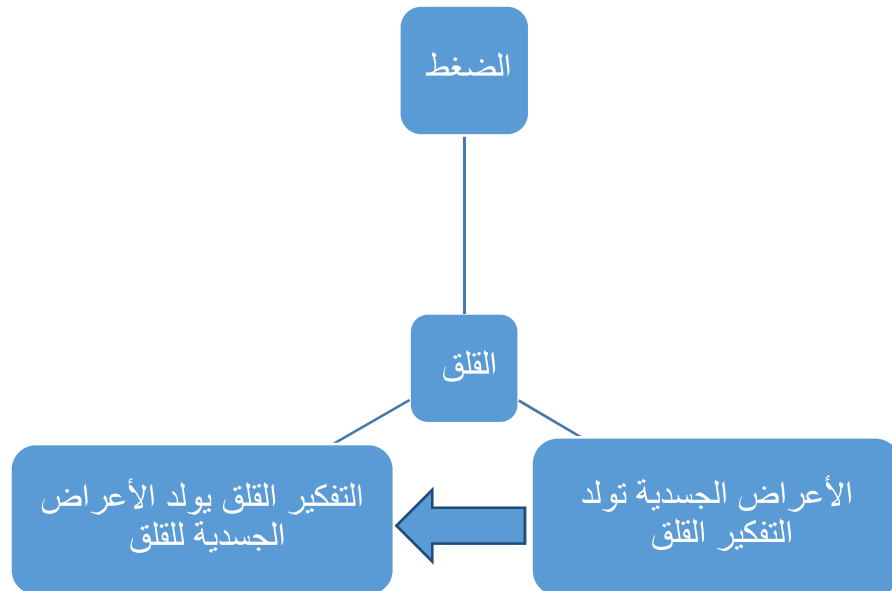 الضغط
القلق
الأعراض الجسدية تولد
التفكير القلق
التفكير القلق يولد الأعراض
الجسدية للقلق